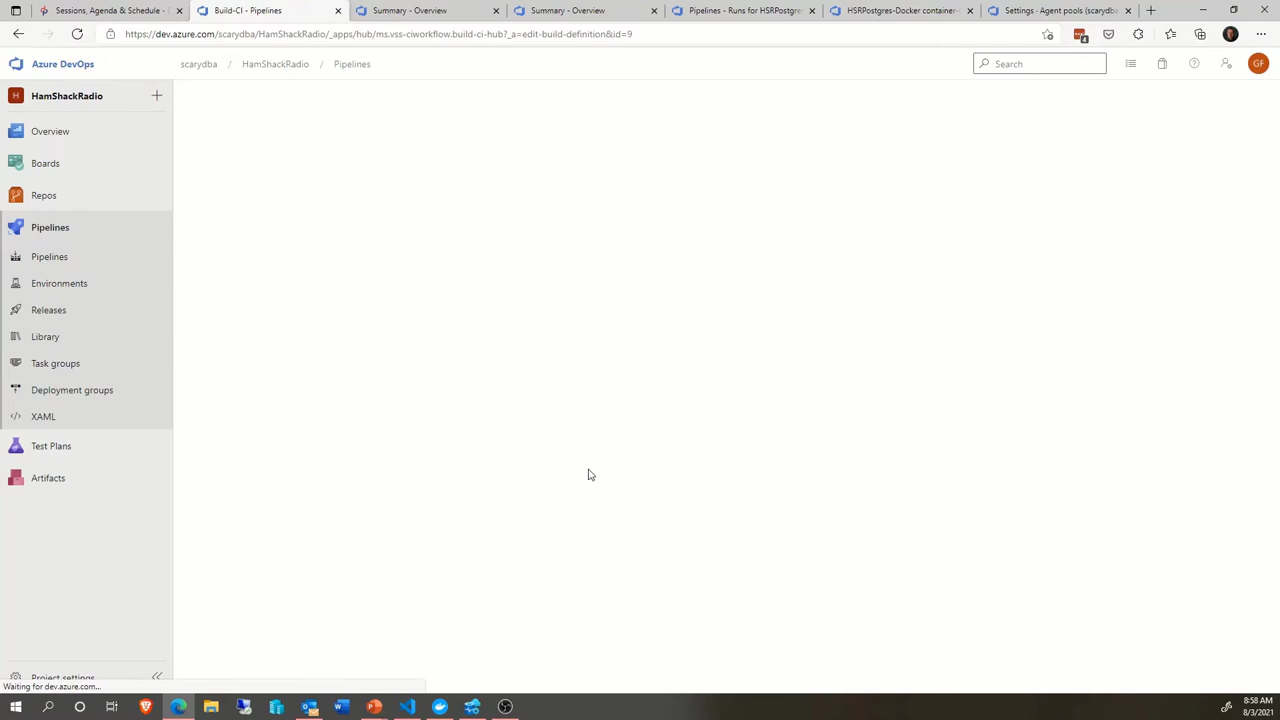 Sessions, Agenda & Schedule - D
Build-CI - Pipelines
Summary - Overview
Summary - Overview
Pipelines - Runs for HSRPostgres
HSRPostgres-Docker container-
Settings - Agent pools (scarydba
https://dev.azure.com/scarydba/HamShackRadio/_apps/hub/ms.vss-ciworkflow.build-ci-hub?_a=edit-build-definition&id=9
4
Azure DevOps
scarydba / HamShackRadio / Pipelines
Search
GF
H HamShackRadio
Overview
Boards
Repos
Pipelines
Pipelines
Environments
Releases
Library
Task groups
Deployment groups
XAML
Test Plans
Artifacts
Project settings
Waiting for dev.azure.com...
8:58 AM
8/3/2021